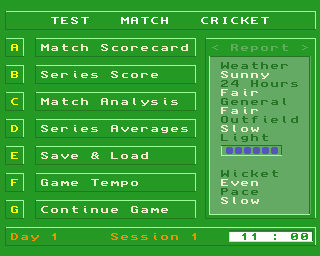 TEST MATCH CRICKET
A Match Scorecard
B Series Score
C Match Analysis
D Series Averages
E Save & Load
F Game Tempo
G Continue Game
< Report >
Weather
Sunny
24 Hours
Fair
General
Fair
Outfield
Slow
Light
Wicket
Even
Pace
Slow
Day 1 Session 1 11 : 00